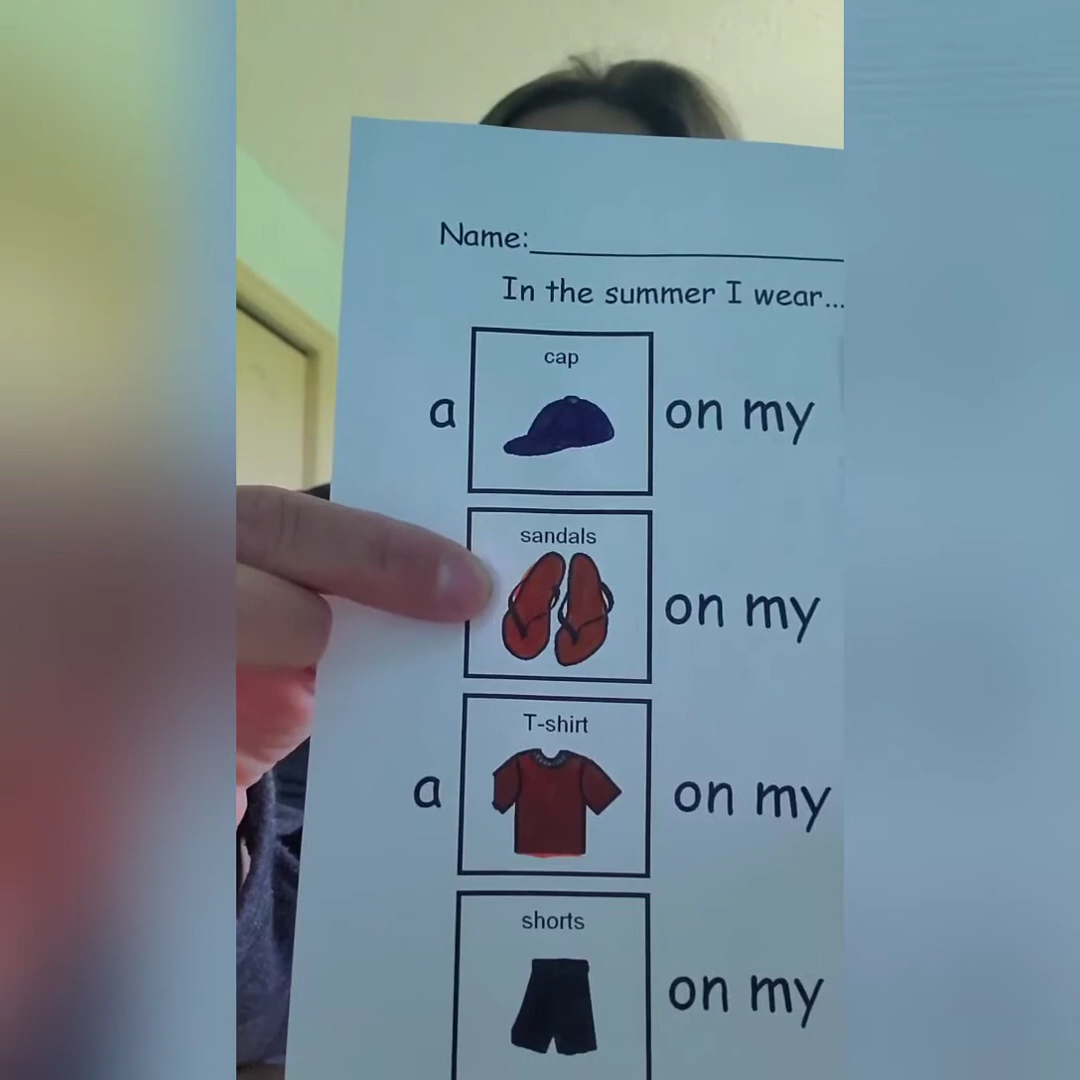 Name:
In the summer I wear...
cap
a on my
sandals
on my
T-shirt
a on my
shorts
on my